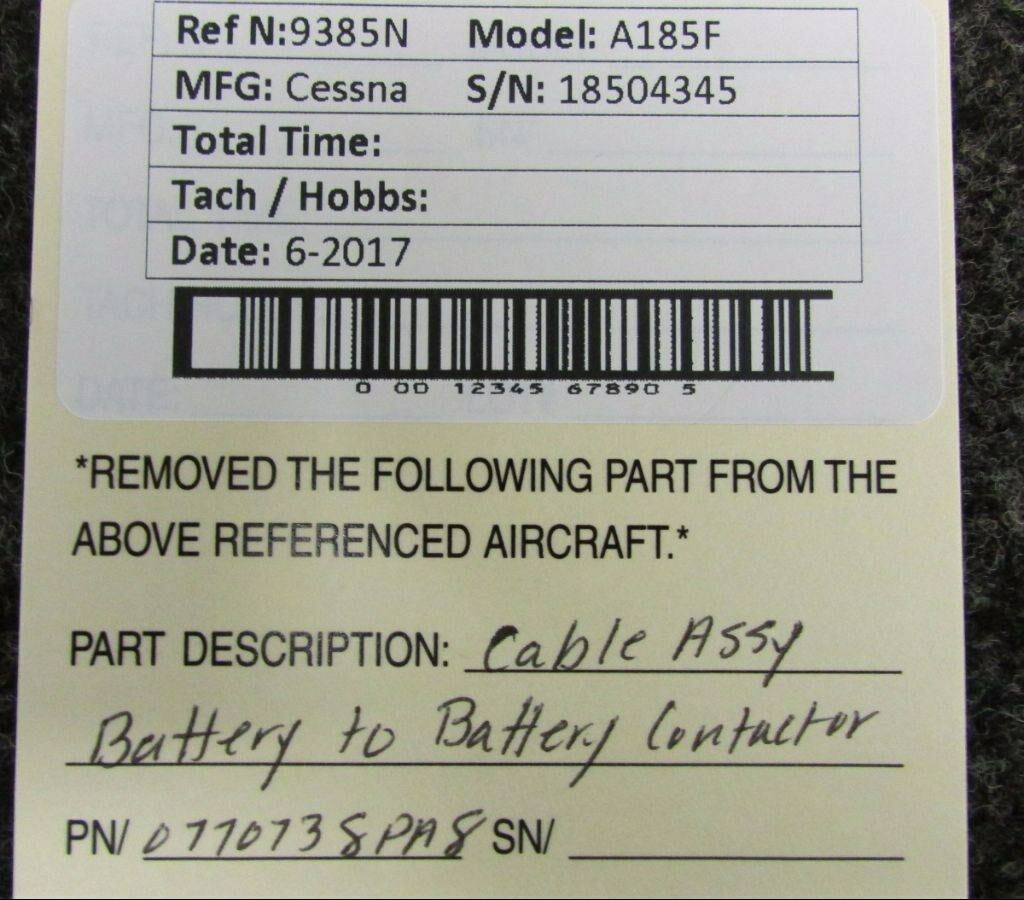 Ref N:9385N Model: A185F
MFG: Cessna S/N: 18504345
Total Time:
Tach / Hobbs:
Date: 6-2017
0 00 12345 67890 5
*REMOVED THE FOLLOWING PART FROM THE
ABOVE REFERENCED AIRCRAFT.*
PART DESCRIPTION: Cable Assy
Battery to Battery Contactor
PN/ 0770738PA8 SN/